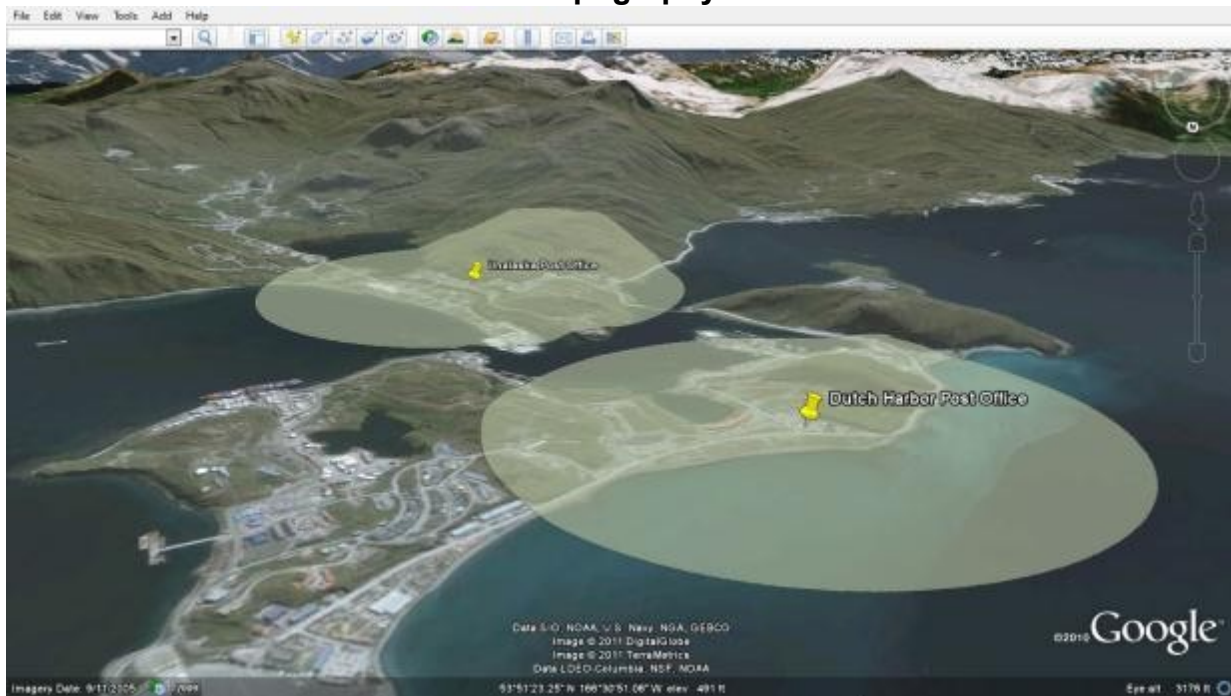 File Edit View Tools Add Help
Unalaska Post Office
Dutch Harbor Post Office
Data SIO, NOAA, U.S. Navy, NGA, GEBCO
Image © 2011 DigitalGlobe
Image © 2011 TerraMetrics
Data LDEO-Columbia, NSF, NOAA
©2010 Google
Imagery Date: 9/11/2005 2005
53°51'23.25" N 166°30'51.06" W elev 491 ft
Eye alt 3176 ft